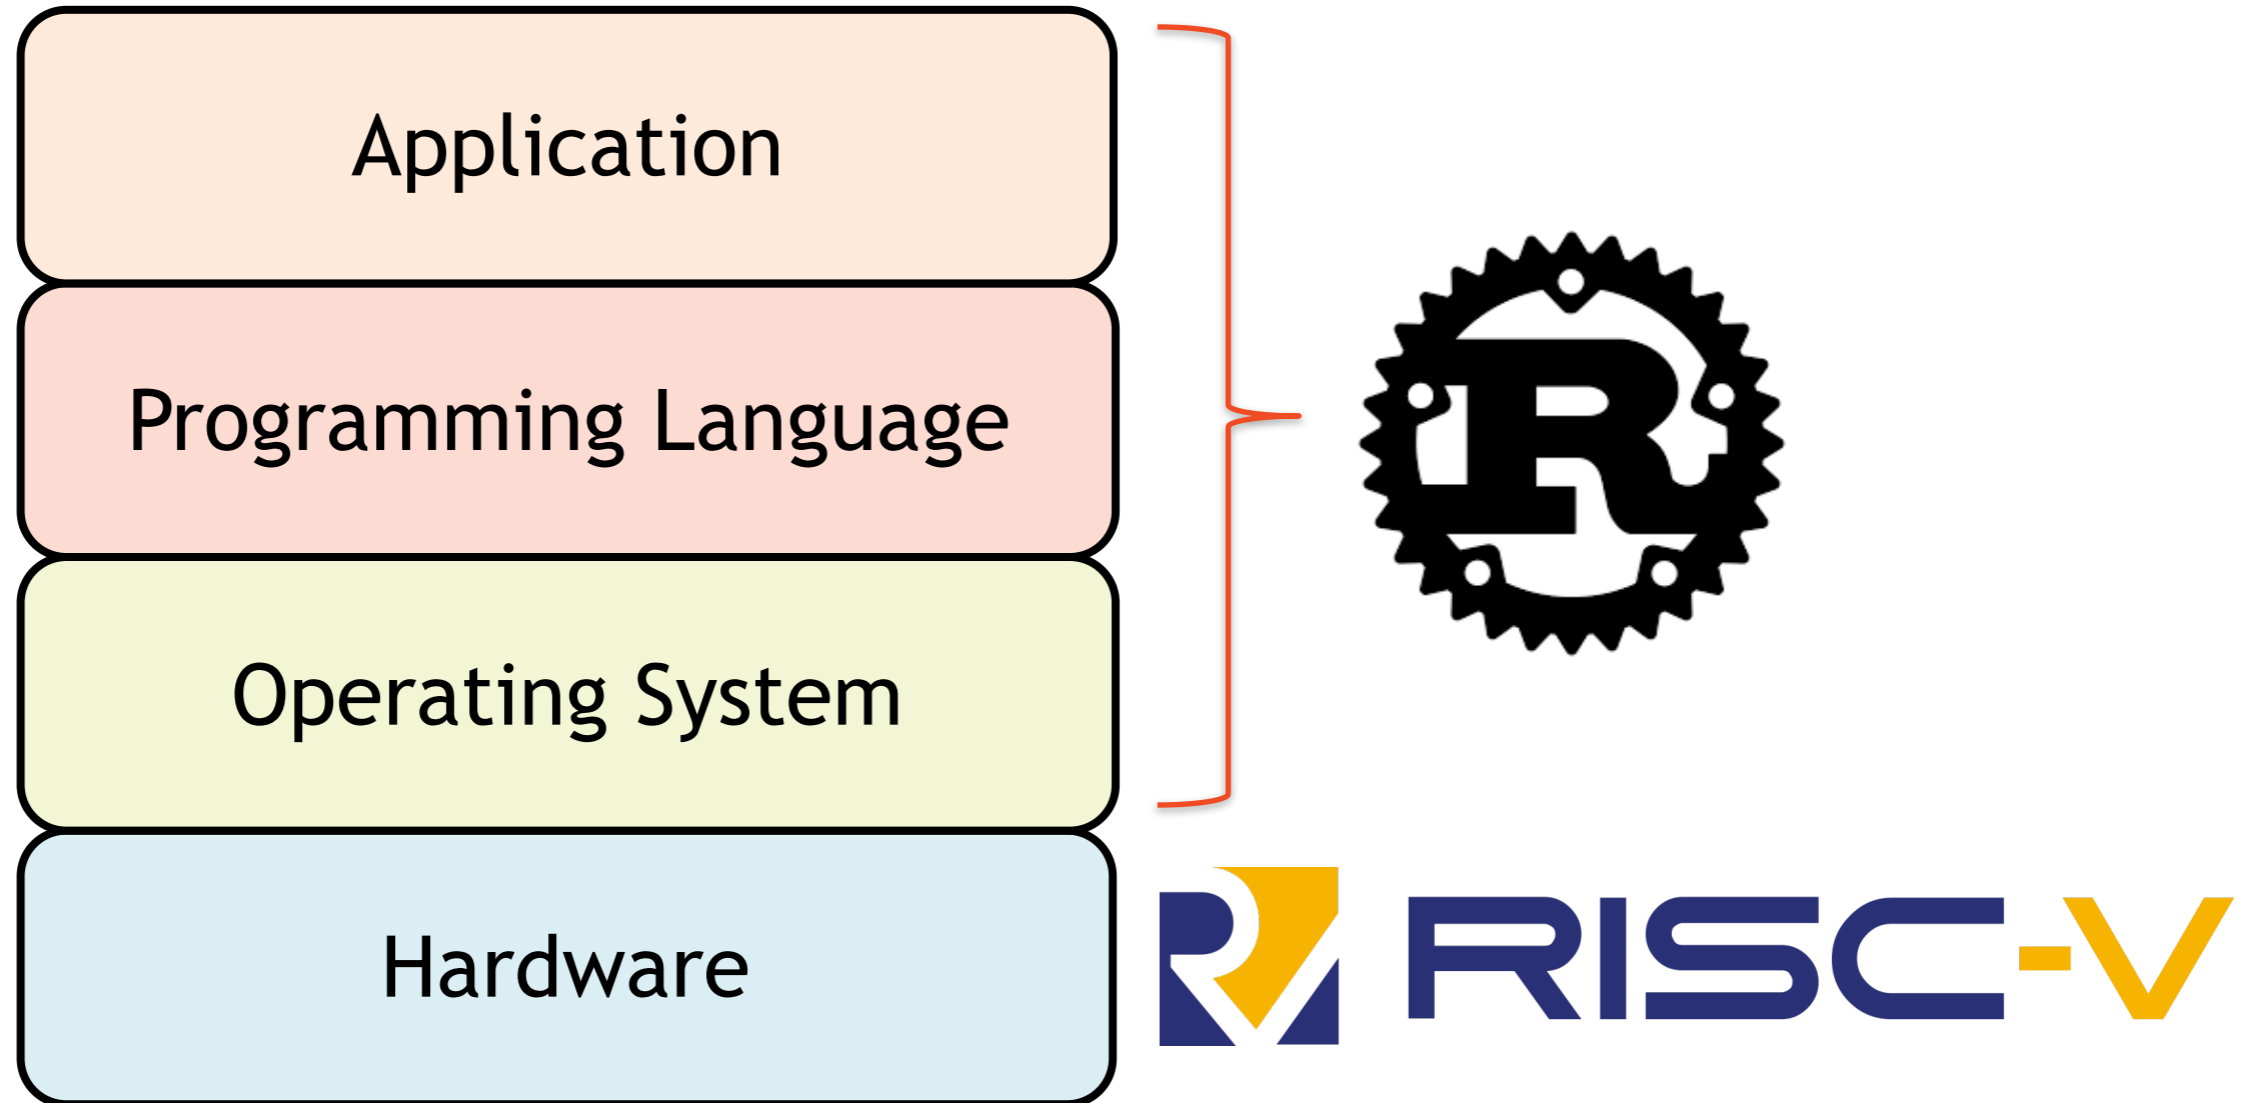 Application
Programming Language
Operating System
Hardware
R
RISC-V